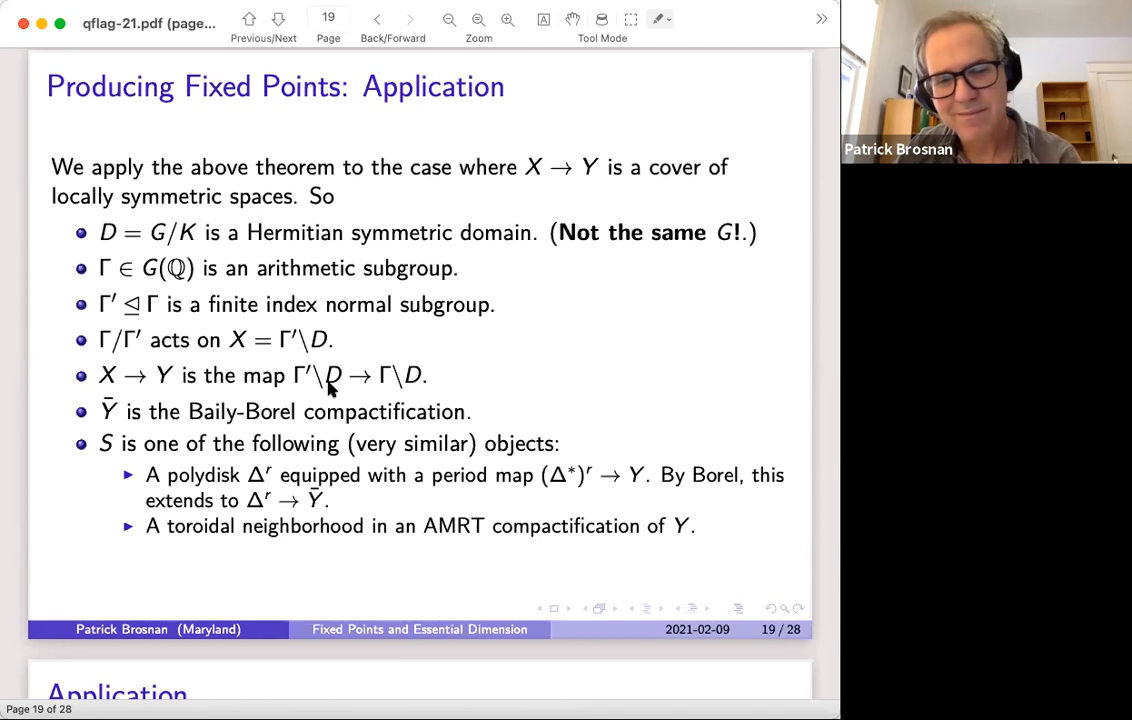 qflag-21.pdf (page...
19
Previous/Next
Page
Back/Forward
Zoom
Tool Mode
Producing Fixed Points: Application
We apply the above theorem to the case where X → Y is a cover of
locally symmetric spaces. So
D = G/K is a Hermitian symmetric domain. (Not the same G!.)
Γ ∈ G(ℚ) is an arithmetic subgroup.
Γ′ ⊴ Γ is a finite index normal subgroup.
Γ/Γ′ acts on X = Γ′\D.
X → Y is the map Γ′\D → Γ\D.
Ȳ is the Baily-Borel compactification.
S is one of the following (very similar) objects:
A polydisk Δʳ equipped with a period map (Δ*)ʳ → Y. By Borel, this
extends to Δʳ → Ȳ.
A toroidal neighborhood in an AMRT compactification of Y.
Patrick Brosnan (Maryland)
Fixed Points and Essential Dimension
2021-02-09
19 / 28
Application
Page 19 of 28
Patrick Brosnan